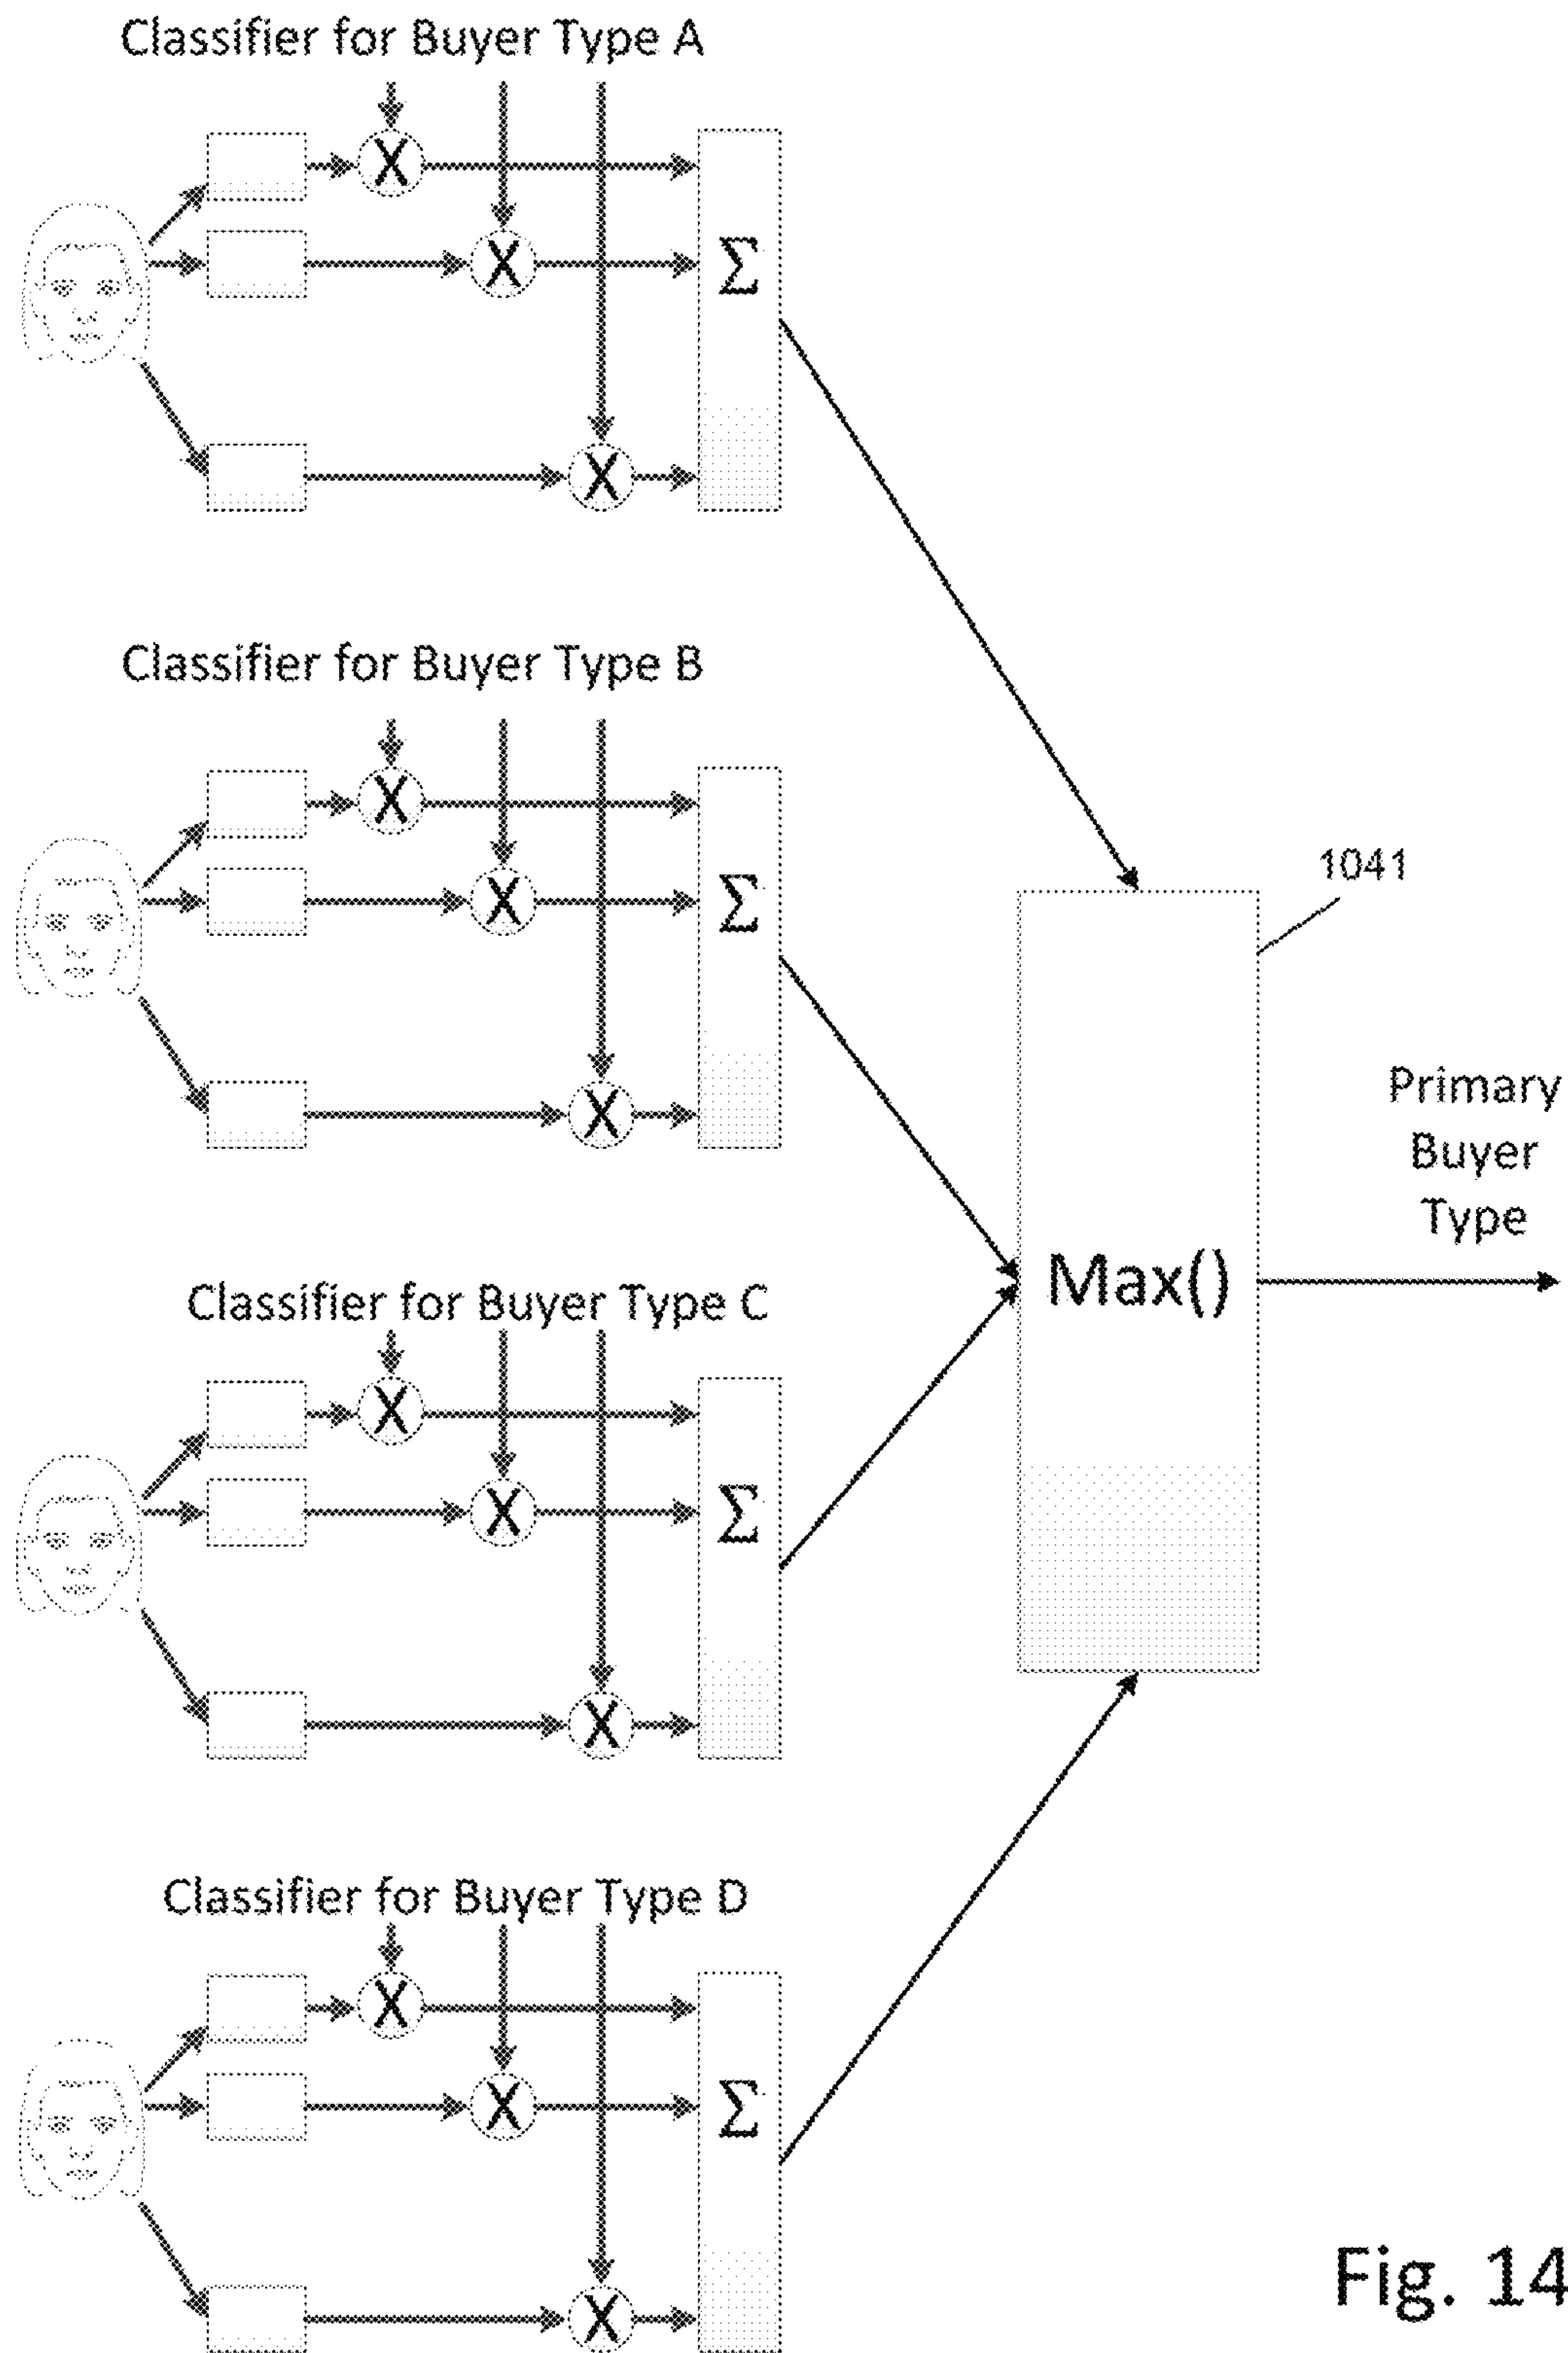 Classifier for Buyer Type A
X
X
Σ
X
Classifier for Buyer Type B
X
X
Σ
X
1041
Primary
Buyer
Type
Max()
Classifier for Buyer Type C
X
X
Σ
X
Classifier for Buyer Type D
X
X
Σ
X
Fig. 14